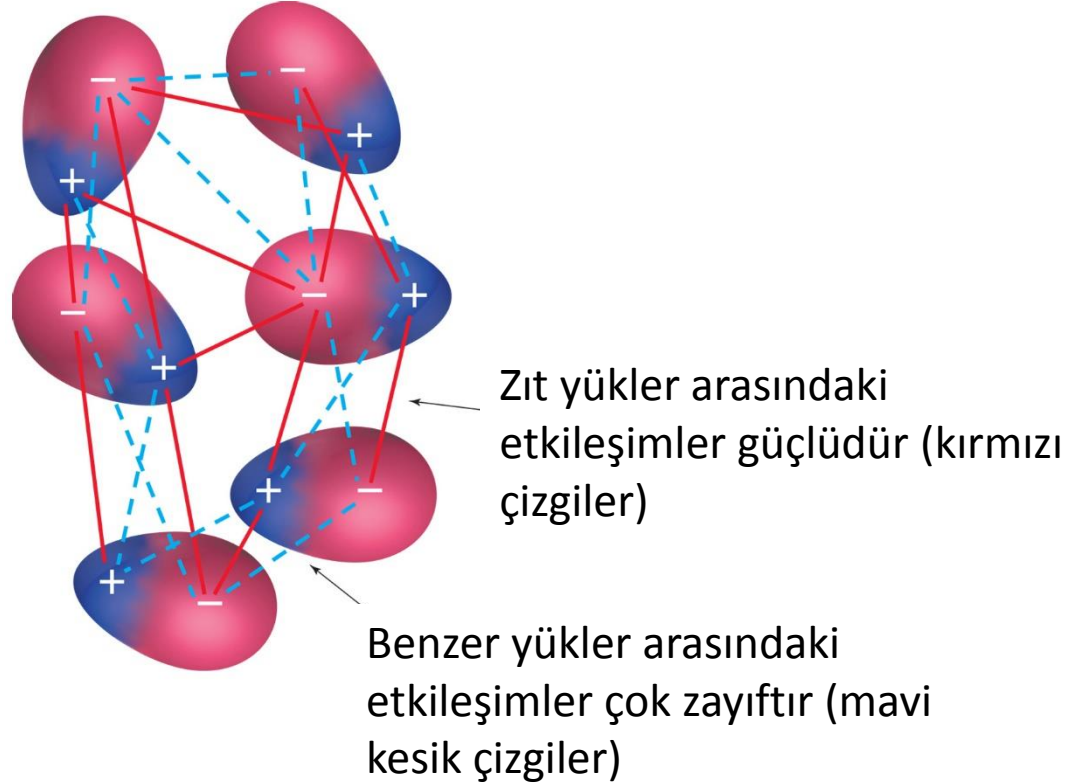 − −
+
+
− − +
+
+ −
+
−
Zıt yükler arasındaki
etkileşimler güçlüdür (kırmızı
çizgiler)
Benzer yükler arasındaki
etkileşimler çok zayıftır (mavi
kesik çizgiler)